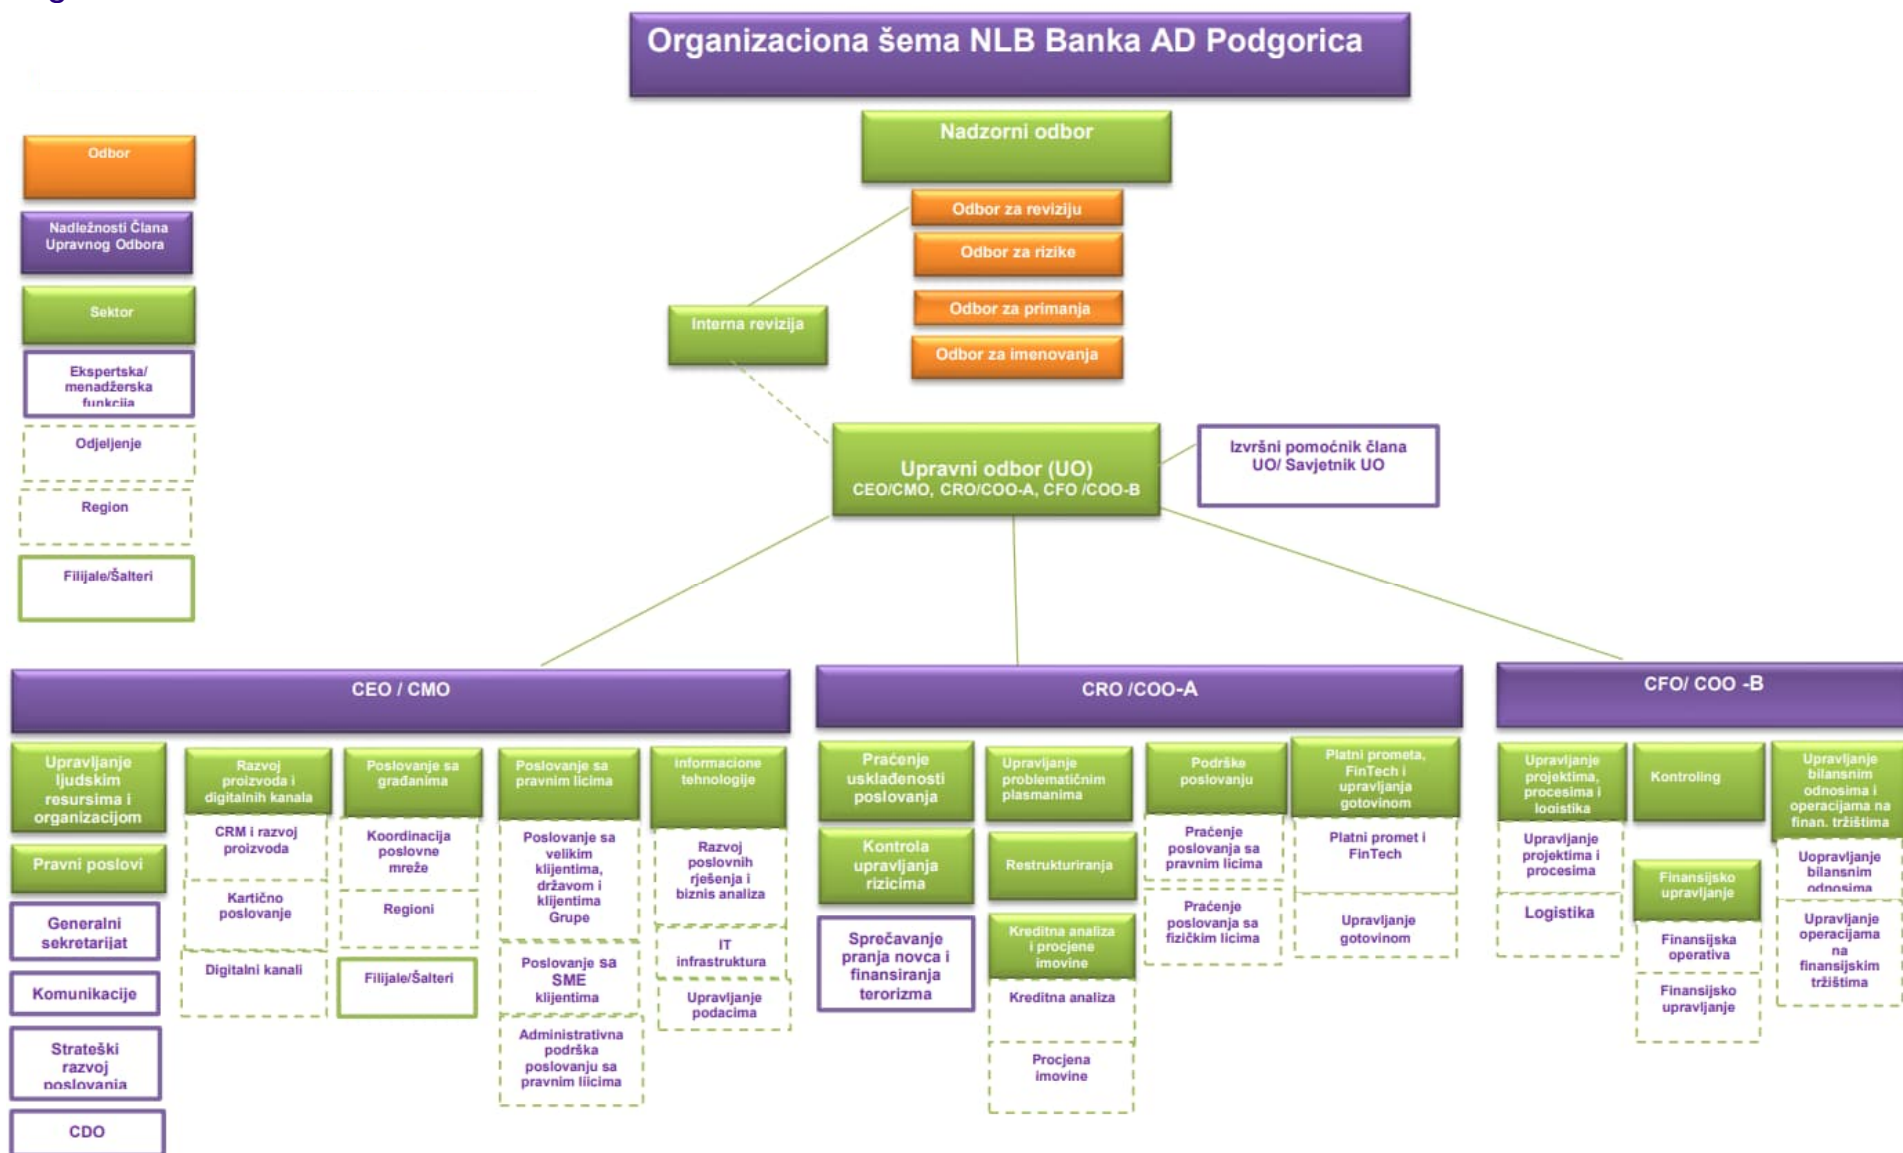 Organizaciona šema NLB Banka AD Podgorica
Nadzorni odbor
Odbor
Nadležnosti Člana
Upravnog Odbora
Sektor
Ekspertska/
menadžerska
funkcija
Odjeljenje
Region
Filijale/Šalteri
Odbor za reviziju
Odbor za rizike
Odbor za primanja
Odbor za imenovanja
Interna revizija
Upravni odbor (UO)
CEO/CMO, CRO/COO-A, CFO /COO-B
Izvršni pomoćnik člana
UO/ Savjetnik UO
CEO / CMO
Upravljanje
ljudskim
resursima i
organizacijom
Pravni poslovi
Generalni
sekretarijat
Komunikacije
Strateški
razvoj
poslovanja
CDO
Razvoj
proizvoda i
digitalnih kanala
CRM i razvoj
proizvoda
Kartično
poslovanje
Digitalni kanali
Poslovanje sa
građanima
Koordinacija
poslovne
mreže
Regioni
Filijale/Šalteri
Poslovanje sa
pravnim licima
Poslovanje sa
velikim
klijentima,
državom i
klijentima
Grupe
Poslovanje sa
SME
klijentima
Administrativna
podrška
poslovanju sa
pravnim liicima
informacione
tehnologije
Razvoj
poslovnih
rješenja i
biznis analiza
IT
infrastruktura
Upravljanje
podacima
CRO /COO-A
Praćenje
usklađenosti
poslovanja
Kontrola
upravljanja
rizicima
Sprečavanje
pranja novca i
finansiranja
terorizma
Upravljanje
problematičnim
plasmanima
Restrukturiranja
Kreditna analiza
i procjene
imovine
Kreditna analiza
Procjena
imovine
Podrške
poslovanju
Praćenje
poslovanja sa
pravnim licima
Praćenje
poslovanja sa
fizičkim licima
Platni prometa,
FinTech i
upravljanja
gotovinom
Platni promet i
FinTech
Upravljanje
gotovinom
CFO/ COO -B
Upravljanje
projektima,
procesima i
logistika
Upravljanje
projektima i
procesima
Logistika
Kontroling
Finansijsko
upravljanje
Finansijska
operativa
Finansijsko
upravljanje
Upravljanje
bilansnim
odnosima i
operacijama na
finan. tržištima
Uopravljanje
bilansnim
odnosima
Upravljanje
operacijama
na
finansijskim
tržištima